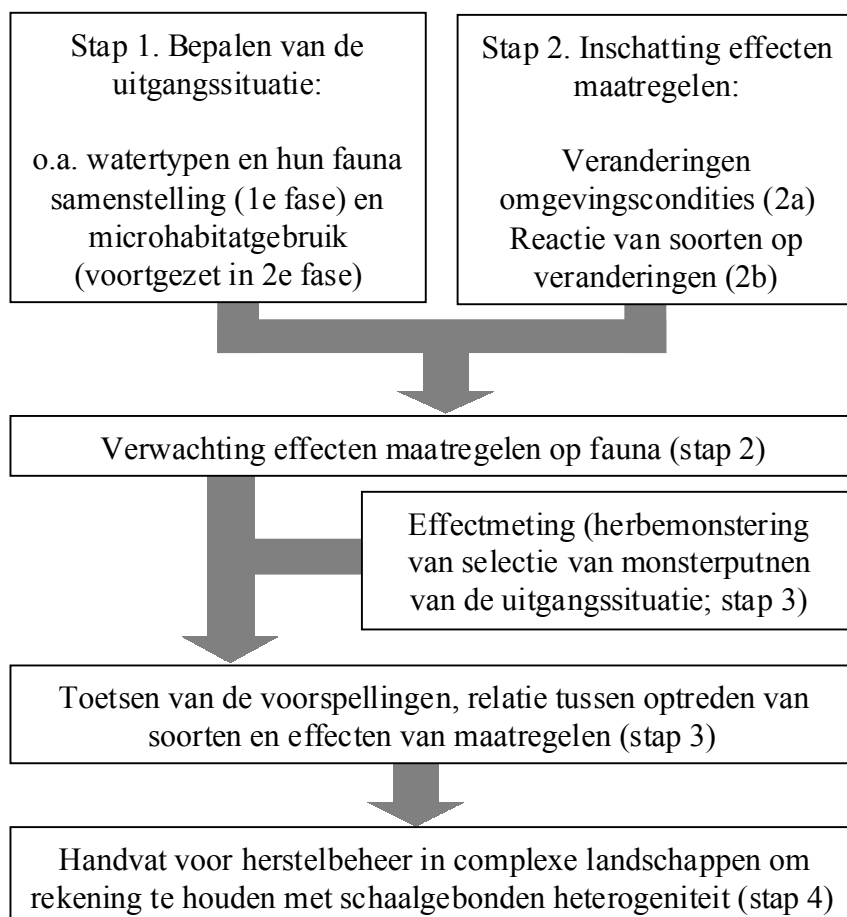 Stap 1. Bepalen van de
uitgangssituatie:
o.a. watertypen en hun fauna
samenstelling (1e fase) en
microhabitatgebruik
(voortgezet in 2e fase)
Stap 2. Inschatting effecten
maatregelen:
Veranderingen
omgevingscondities (2a)
Reactie van soorten op
veranderingen (2b)
Verwachting effecten maatregelen op fauna (stap 2)
Effectmeting (herbemonstering
van selectie van monsterputnen
van de uitgangssituatie; stap 3)
Toetsen van de voorspellingen, relatie tussen optreden van
soorten en effecten van maatregelen (stap 3)
Handvat voor herstelbeheer in complexe landschappen om
rekening te houden met schaalgebonden heterogeniteit (stap 4)